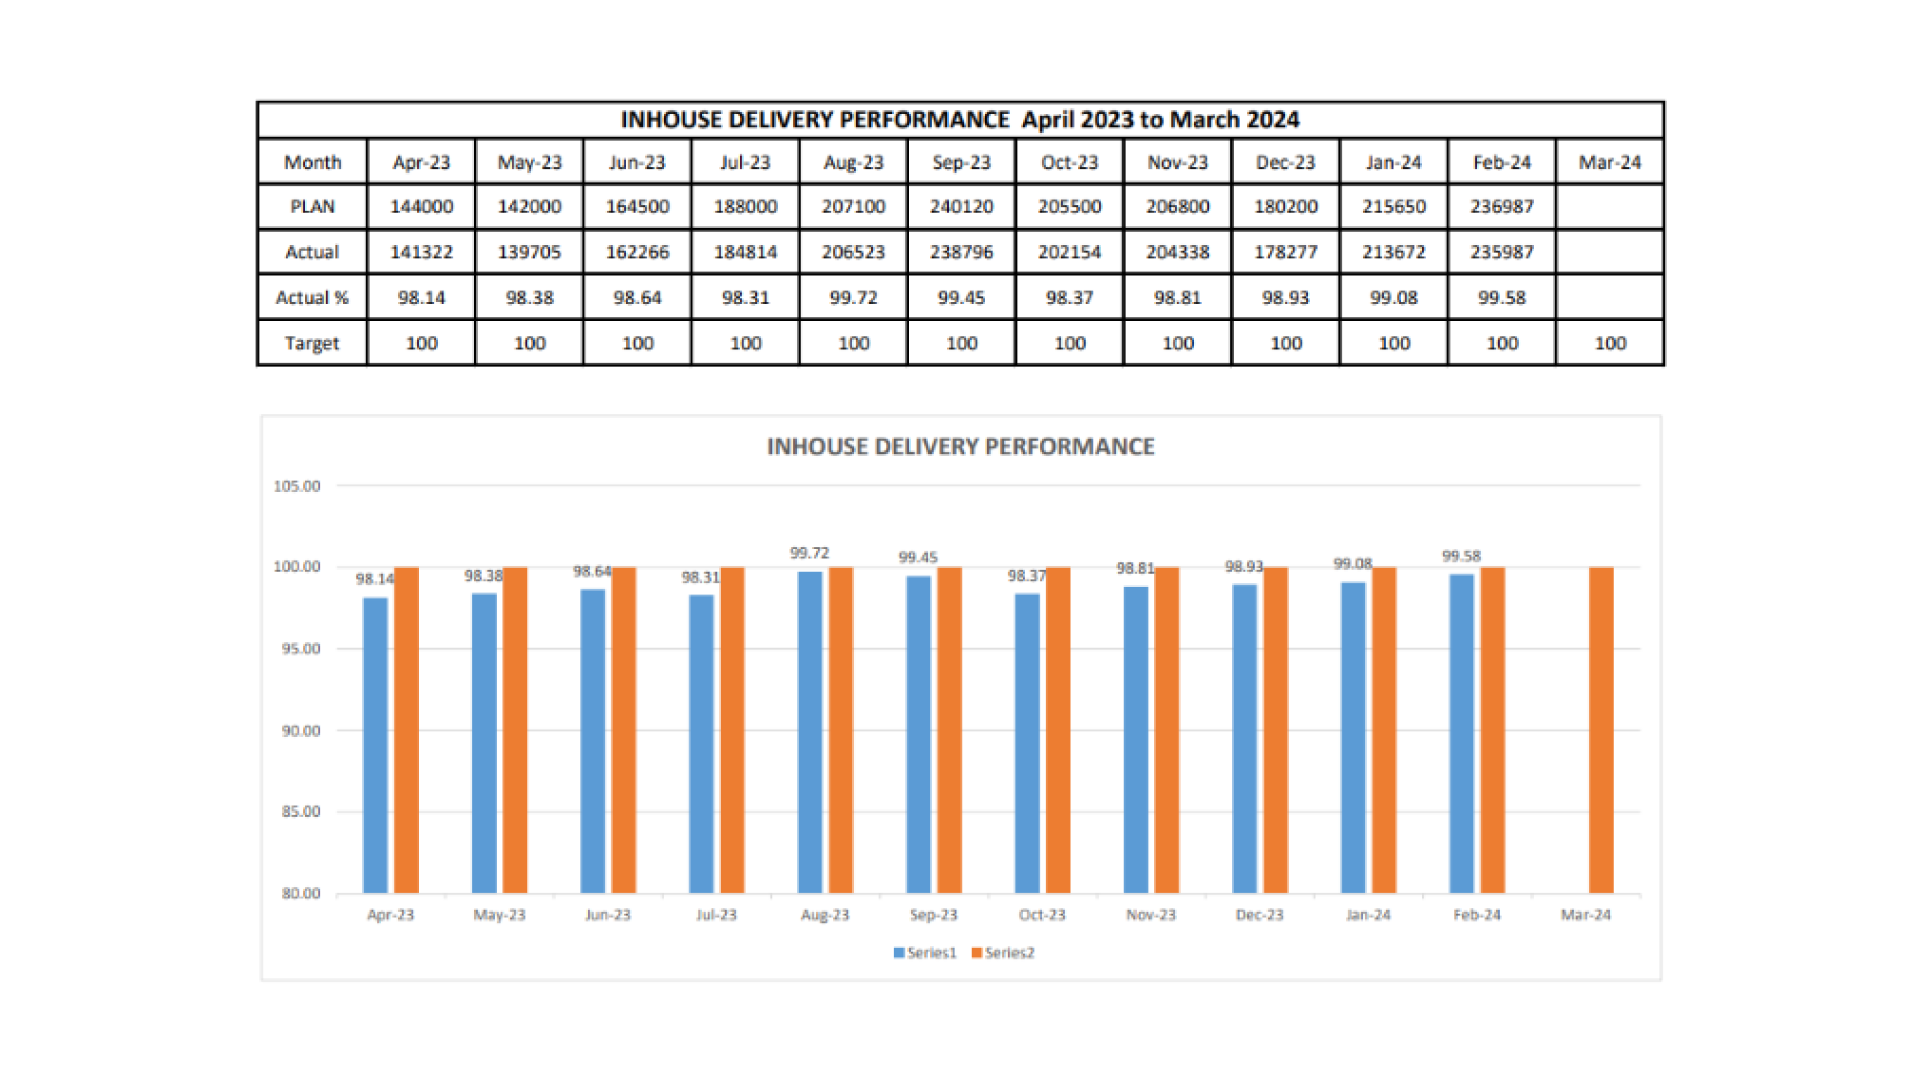 INHOUSE DELIVERY PERFORMANCE April 2023 to March 2024
Month Apr-23 May-23 Jun-23 Jul-23 Aug-23 Sep-23 Oct-23 Nov-23 Dec-23 Jan-24 Feb-24 Mar-24
PLAN 144000 142000 164500 188000 207100 240120 205500 206800 180200 215650 236987
Actual 141322 139705 162266 184814 206523 238796 202154 204338 178277 213672 235987
Actual % 98.14 98.38 98.64 98.31 99.72 99.45 98.37 98.81 98.93 99.08 99.58
Target 100 100 100 100 100 100 100 100 100 100 100 100
INHOUSE DELIVERY PERFORMANCE
105.00
100.00
95.00
90.00
85.00
80.00
98.14 98.38 98.64 98.31 99.72 99.45 98.37 98.81 98.93 99.08 99.58
Apr-23 May-23 Jun-23 Jul-23 Aug-23 Sep-23 Oct-23 Nov-23 Dec-23 Jan-24 Feb-24 Mar-24
Series1 Series2